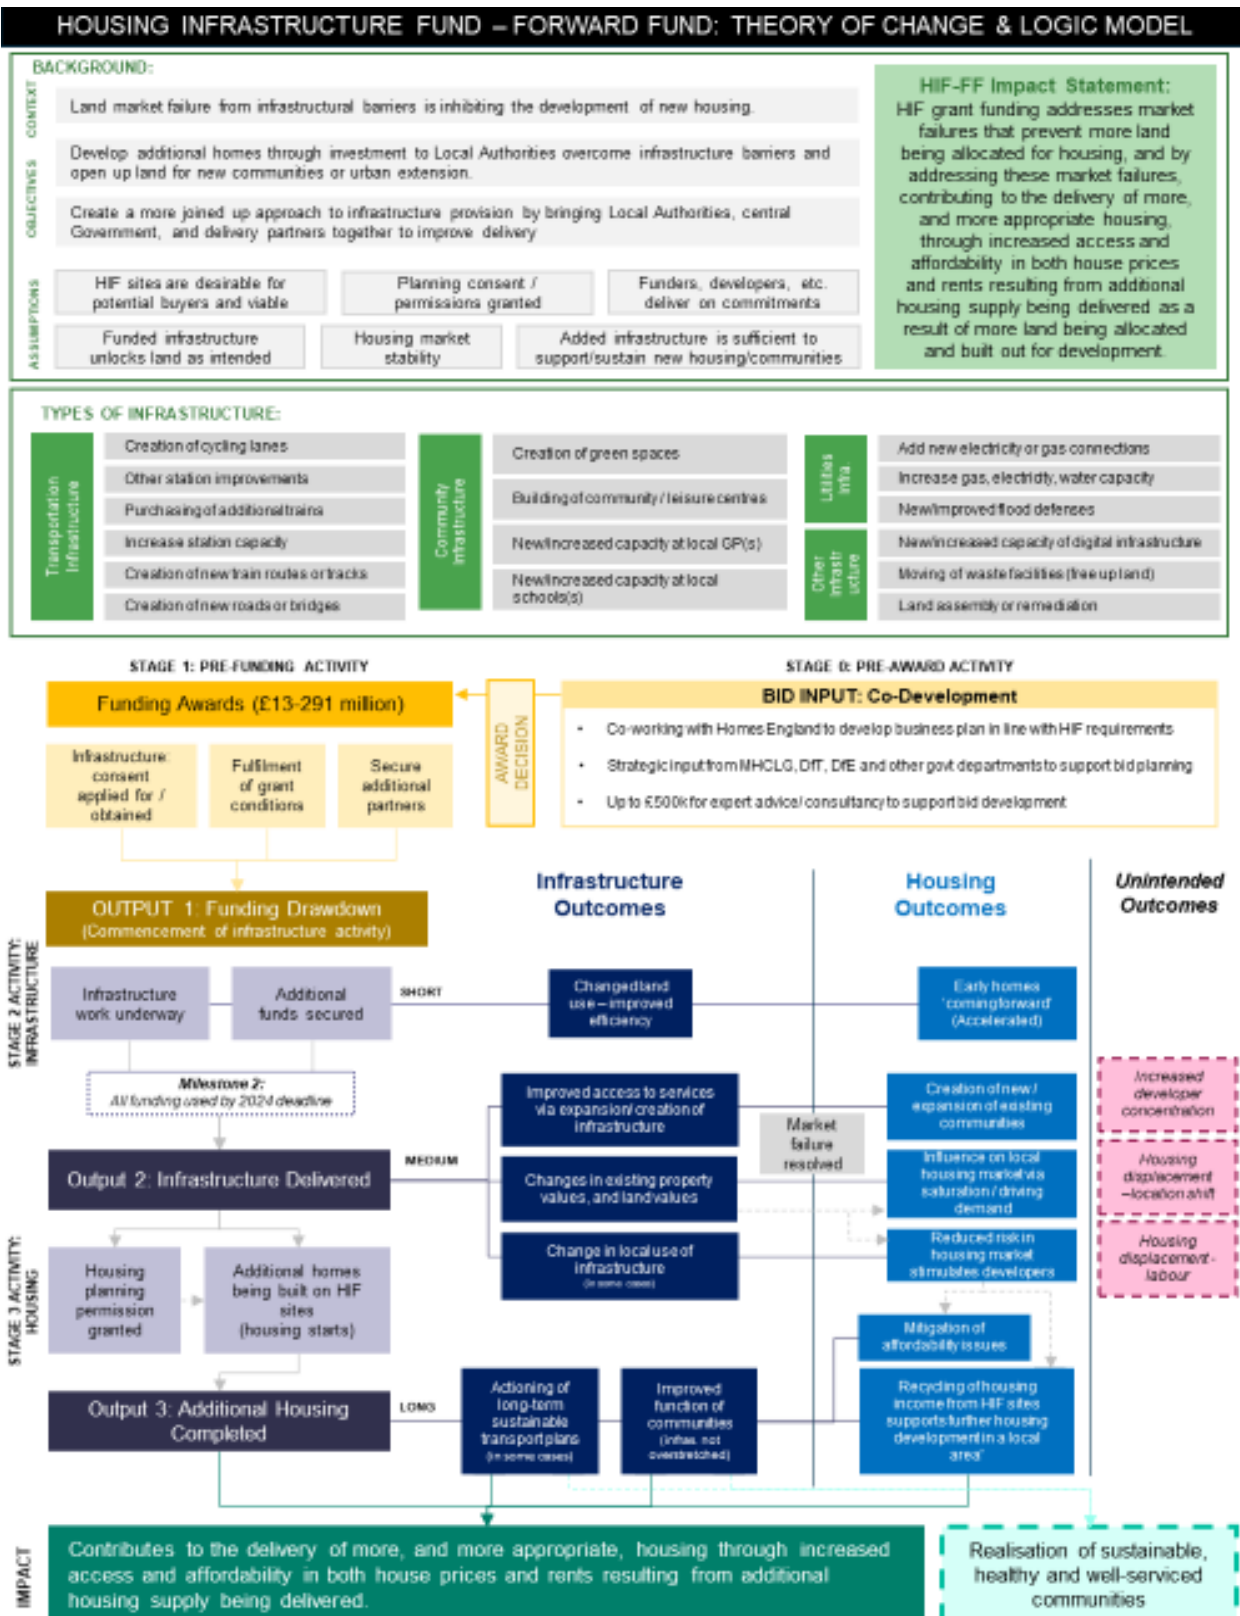 HOUSING INFRASTRUCTURE FUND – FORWARD FUND: THEORY OF CHANGE & LOGIC MODEL
BACKGROUND:
CONTEXT
Land market failure from infrastructural barriers is inhibiting the development of new housing.
OBJECTIVES
Develop additional homes through investment to Local Authorities overcome infrastructure barriers and
open up land for new communities or urban extension.
Create a more joined up approach to infrastructure provision by bringing Local Authorities, central
Government, and delivery partners together to improve delivery
ASSUMPTIONS
HIF sites are desirable for
potential buyers and viable
Planning consent /
permissions granted
Funders, developers, etc.
deliver on commitments
Funded infrastructure
unlocks land as intended
Housing market
stability
Added infrastructure is sufficient to
support/sustain new housing/communities
HIF-FF Impact Statement:
HIF grant funding addresses market
failures that prevent more land
being allocated for housing, and by
addressing these market failures,
contributing to the delivery of more,
and more appropriate housing,
through increased access and
affordability in both house prices
and rents resulting from additional
housing supply being delivered as a
result of more land being allocated
and built out for development.
TYPES OF INFRASTRUCTURE:
Transportation
Infrastructure
Creation of cycling lanes
Other station improvements
Purchasing of additional trains
Increase station capacity
Creation of new train routes or tracks
Creation of new roads or bridges
Community
Infrastructure
Creation of green spaces
Building of community / leisure centres
New/increased capacity at local GP(s)
New/increased capacity at local
schools(s)
Utilities
Infra.
Add new electricity or gas connections
Increase gas, electricity, water capacity
New/improved flood defenses
Other
Infrastr
ucture
New/increased capacity of digital infrastructure
Moving of waste facilities (free up land)
Land assembly or remediation
STAGE 1: PRE-FUNDING ACTIVITY
STAGE 0: PRE-AWARD ACTIVITY
Funding Awards (£13-291 million)
AWARD
DECISION
BID INPUT: Co-Development
• Co-working with Homes England to develop business plan in line with HIF requirements
• Strategic input from MHCLG, DfT, DfE and other govt departments to support bid planning
• Up to £500k for expert advice/ consultancy to support bid development
Infrastructure:
consent
applied for /
obtained
Fulfilment
of grant
conditions
Secure
additional
partners
OUTPUT 1: Funding Drawdown
(Commencement of infrastructure activity)
Infrastructure
Outcomes
Housing
Outcomes
Unintended
Outcomes
STAGE 2 ACTIVITY:
INFRASTRUCTURE
Infrastructure
work underway
Additional
funds secured
SHORT
Changed land
use – improved
efficiency
Early homes
'coming forward'
(Accelerated)
Milestone 2:
All funding used by 2024 deadline
Output 2: Infrastructure Delivered
MEDIUM
Improved access to services
via expansion/ creation of
infrastructure
Changes in existing property
values, and land values
Change in local use of
infrastructure
(in some cases)
Market
failure
resolved
Creation of new /
expansion of existing
communities
Influence on local
housing market via
saturation / driving
demand
Reduced risk in
housing market
stimulates developers
Increased
developer
concentration
Housing
displacement
–location shift
Housing
displacement-
labour
STAGE 3 ACTIVITY:
HOUSING
Housing
planning
permission
granted
Additional homes
being built on HIF
sites
(housing starts)
Mitigation of
affordability issues
Output 3: Additional Housing
Completed
LONG
Actioning of
long-term
sustainable
transport plans
(in some cases)
Improved
function of
communities
(infras. not
overstretched)
Recycling of housing
income from HIF sites
supports further housing
development in a local
area'
IMPACT
Contributes to the delivery of more, and more appropriate, housing through increased
access and affordability in both house prices and rents resulting from additional
housing supply being delivered.
Realisation of sustainable,
healthy and well-serviced
communities